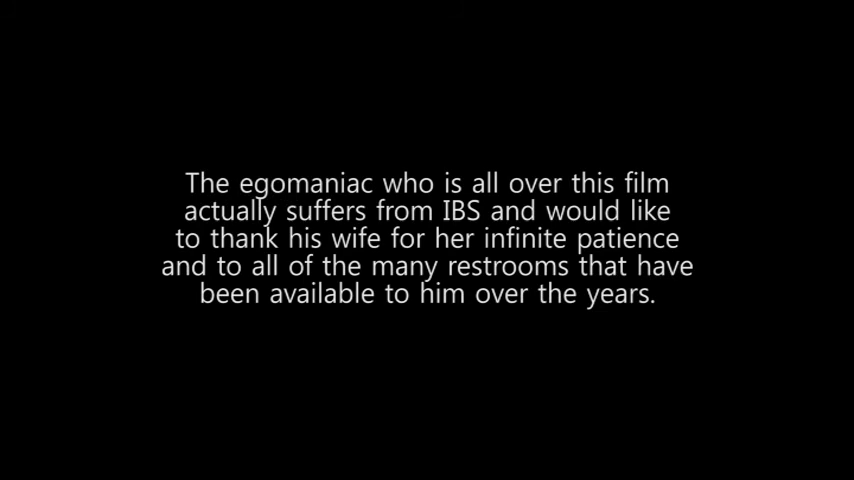 The egomaniac who is all over this film
actually suffers from IBS and would like
to thank his wife for her infinite patience
and to all of the many restrooms that have
been available to him over the years.